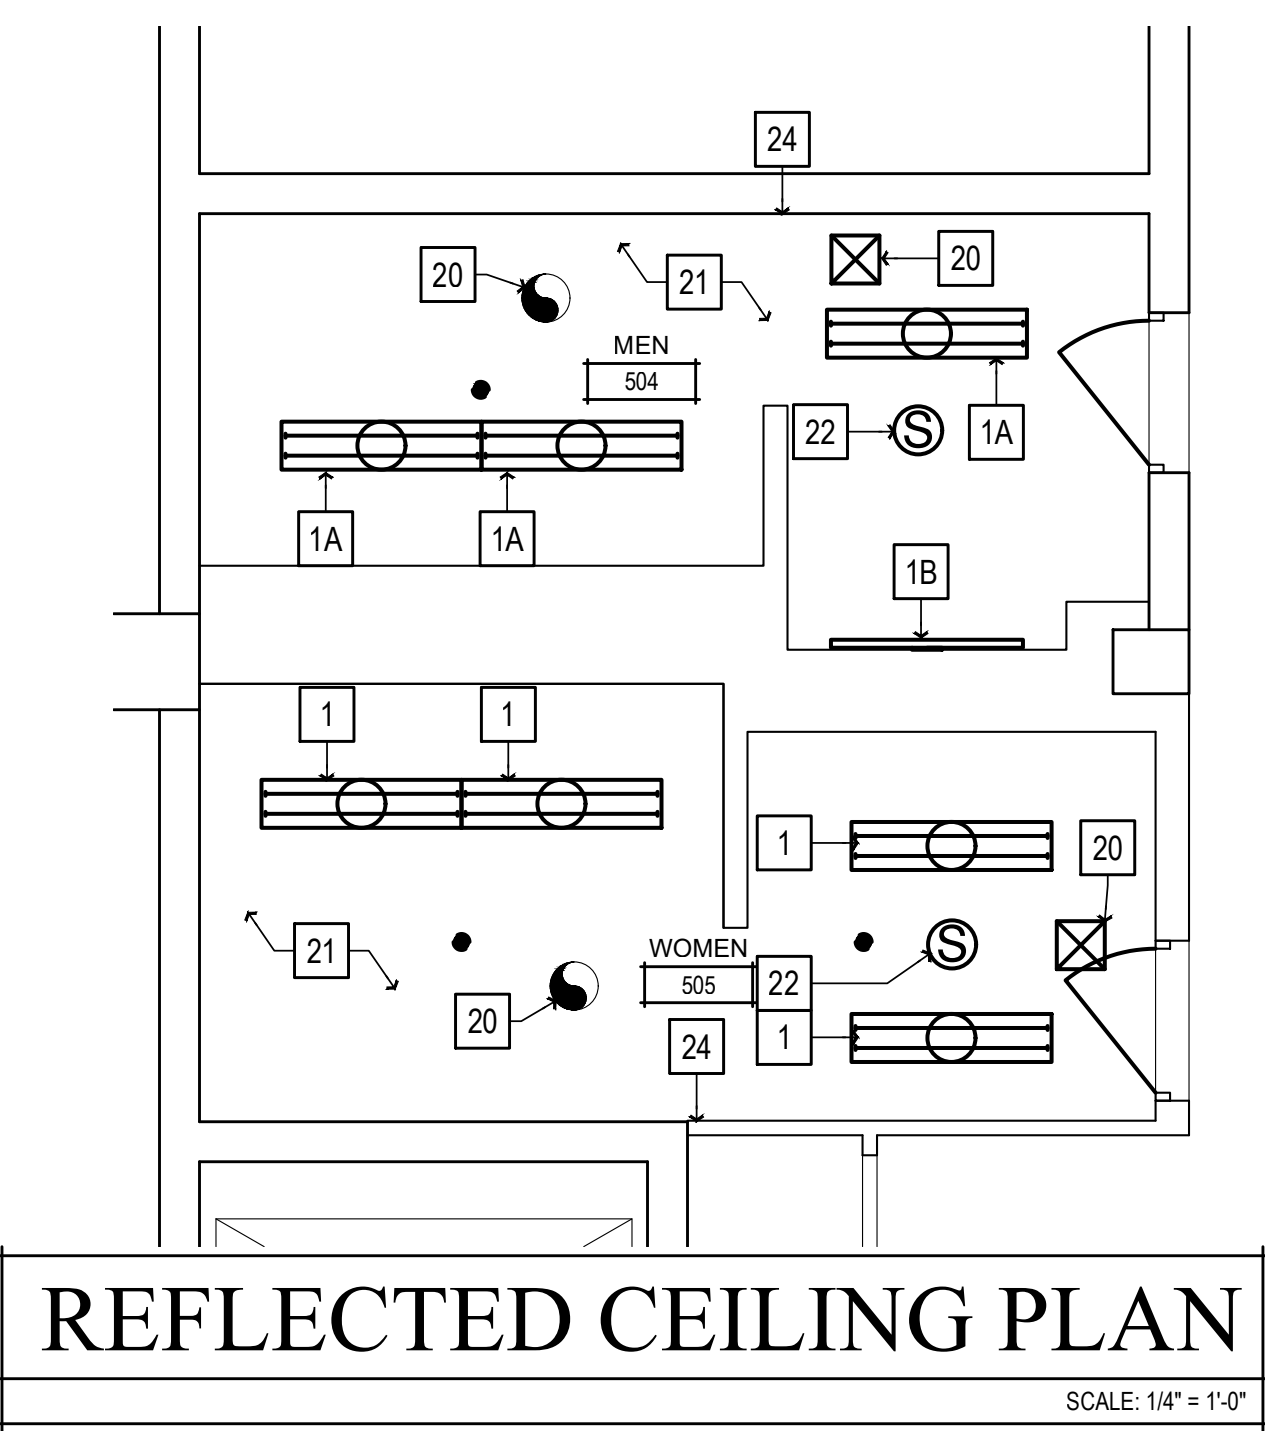 24
20
21
20
MEN
504
22
S
1A
1A
1A
1B
1
1
1
20
21
WOMEN
505
S
22
20
24
1
REFLECTED CEILING PLAN
SCALE: 1/4" = 1'-0"